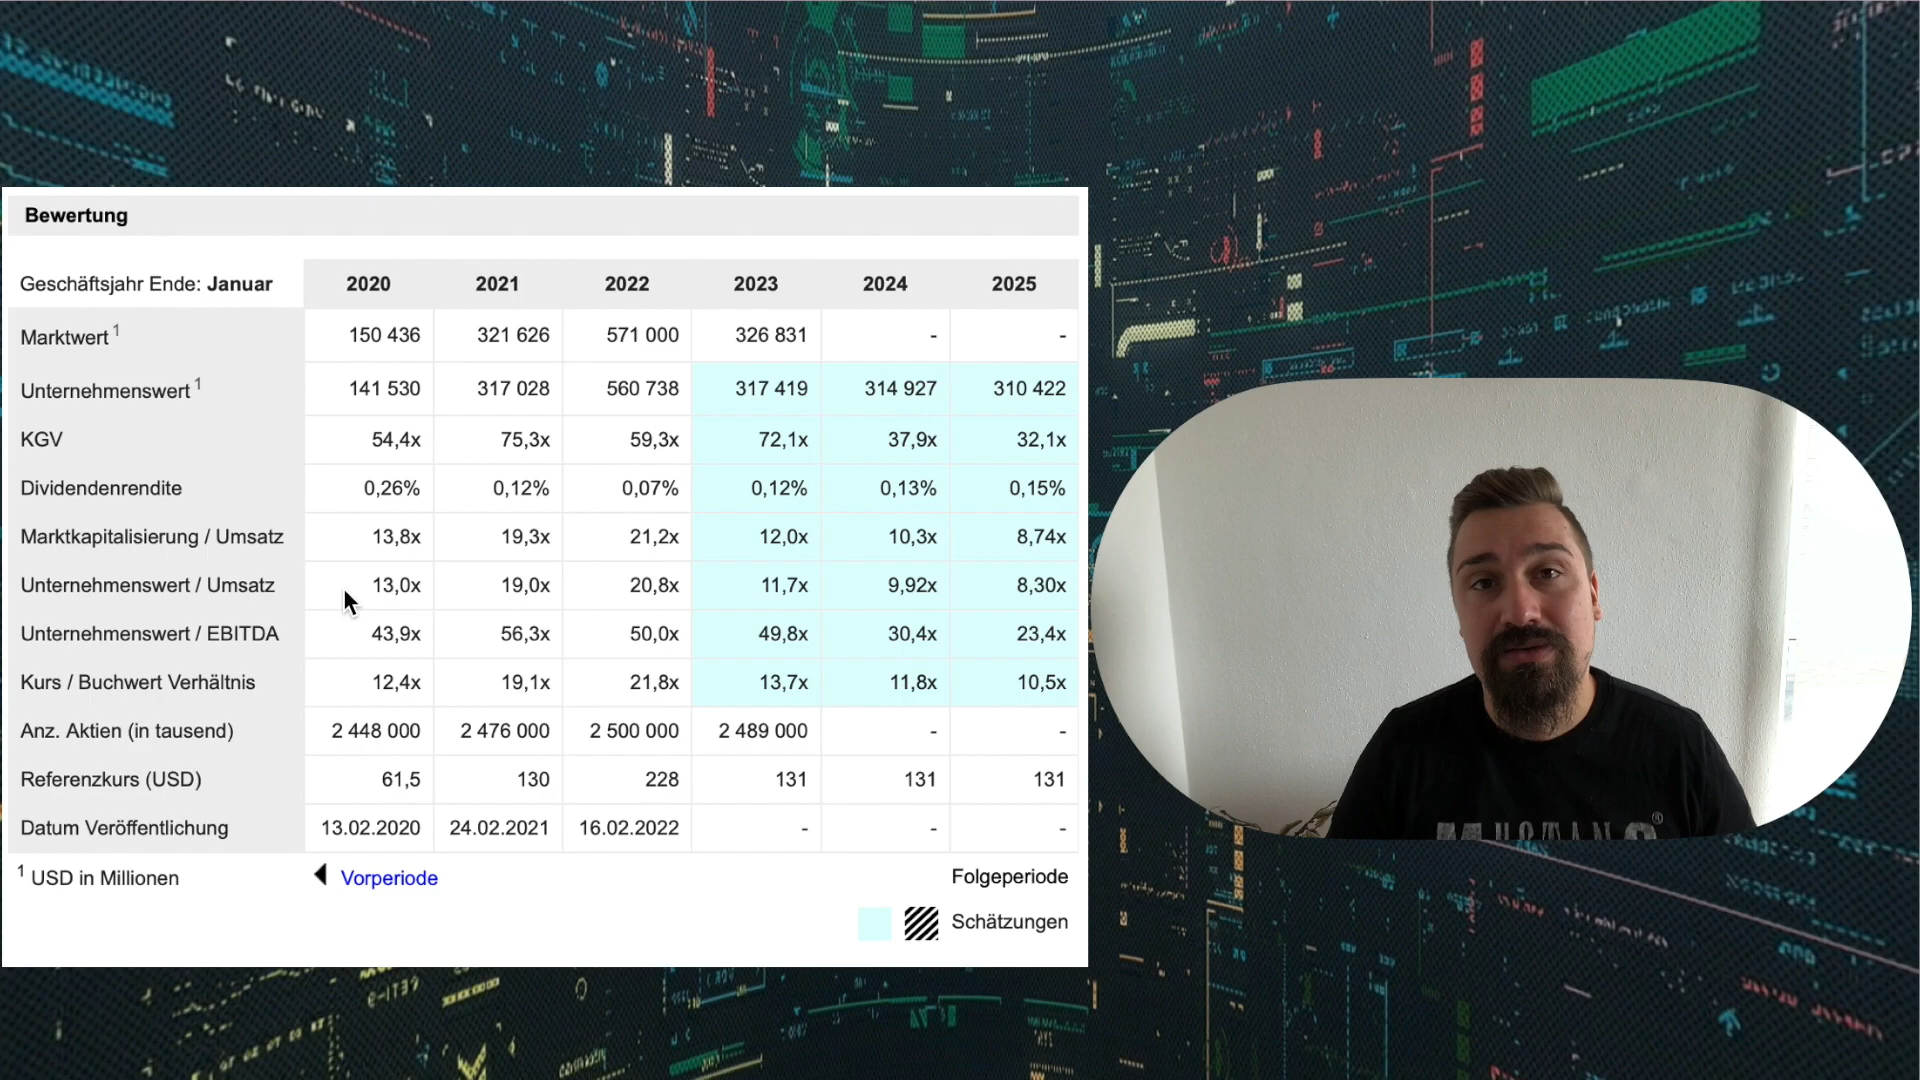 Bewertung
Geschäftsjahr Ende: Januar 2020 2021 2022 2023 2024 2025
Marktwert 1 150 436 321 626 571 000 326 831 - -
Unternehmenswert 1 141 530 317 028 560 738 317 419 314 927 310 422
KGV 54,4x 75,3x 59,3x 72,1x 37,9x 32,1x
Dividendenrendite 0,26% 0,12% 0,07% 0,12% 0,13% 0,15%
Marktkapitalisierung / Umsatz 13,8x 19,3x 21,2x 12,0x 10,3x 8,74x
Unternehmenswert / Umsatz 13,0x 19,0x 20,8x 11,7x 9,92x 8,30x
Unternehmenswert / EBITDA 43,9x 56,3x 50,0x 49,8x 30,4x 23,4x
Kurs / Buchwert Verhältnis 12,4x 19,1x 21,8x 13,7x 11,8x 10,5x
Anz. Aktien (in tausend) 2 448 000 2 476 000 2 500 000 2 489 000 - -
Referenzkurs (USD) 61,5 130 228 131 131 131
Datum Veröffentlichung 13.02.2020 24.02.2021 16.02.2022 - - -
1 USD in Millionen Vorperiode Folgeperiode
Schätzungen